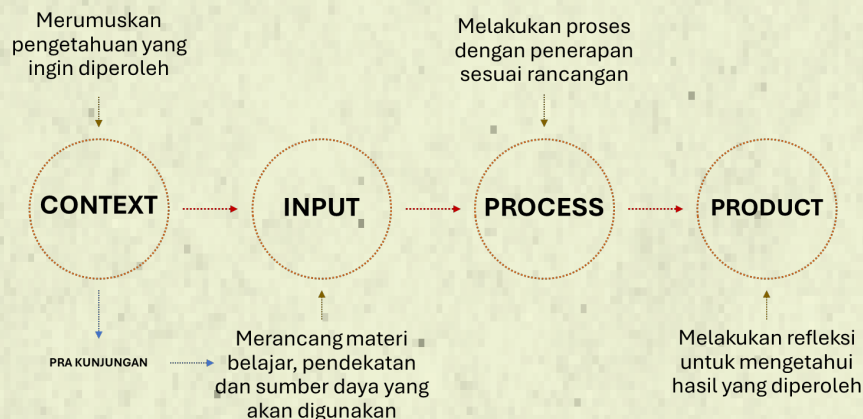 Merumuskan
pengetahuan yang
ingin diperoleh
Melakukan proses
dengan penerapan
sesuai rancangan
CONTEXT
INPUT
PROCESS
PRODUCT
PRA KUNJUNGAN
Merancang materi
belajar, pendekatan
dan sumber daya yang
akan digunakan
Melakukan refleksi
untuk mengetahui
hasil yang diperoleh